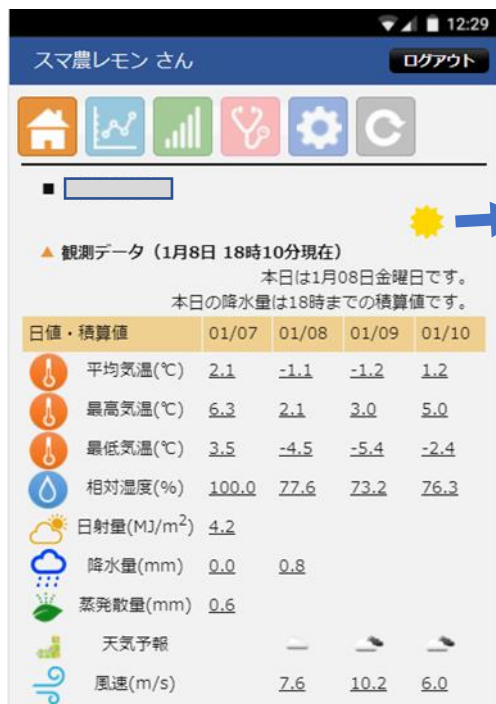 12:29
スマ農レモン さん ログアウト
■
▲ 観測データ（1月8日 18時10分現在）
本日は1月08日金曜日です。
本日の降水量は18時までの積算値です。
日値・積算値 01/07 01/08 01/09 01/10
平均気温(℃) 2.1 -1.1 -1.2 1.2
最高気温(℃) 6.3 2.1 3.0 5.0
最低気温(℃) 3.5 -4.5 -5.4 -2.4
相対湿度(%) 100.0 77.6 73.2 76.3
日射量(MJ/m²) 4.2
降水量(mm) 0.0 0.8
蒸発散量(mm) 0.6
天気予報
風速(m/s) 7.6 10.2 6.0